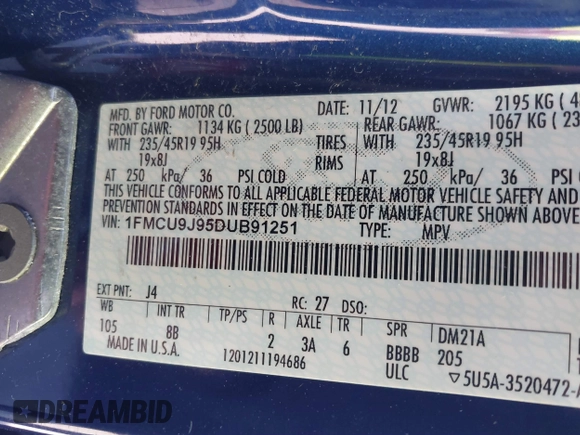 MFD. BY FORD MOTOR CO.
DATE: 11/12 GVWR: 2195 KG
FRONT GAWR: 1134 KG (2500 LB)
REAR GAWR: 1067 KG
WITH 235/45R19 95H TIRES WITH 235/45R19 95H
19x8J RIMS 19x8J
AT 250 kPa/ 36 PSI COLD AT 250 kPa/ 36
THIS VEHICLE CONFORMS TO ALL APPLICABLE FEDERAL MOTOR VEHICLE SAFETY AND
PREVENTION STANDARDS IN EFFECT ON THE DATE OF MANUFACTURE SHOWN ABOVE
VIN: 1FMCU9J95DUB91251 TYPE: MPV
EXT PNT: J4 RC: 27 DSO:
WB INT TR TP/PS R AXLE TR SPR DM21A
105 8B 2 3A 6 BBBB 205
MADE IN U.S.A. 1201211194686 ULC ▽5U5A-3520472-
DREAMBID